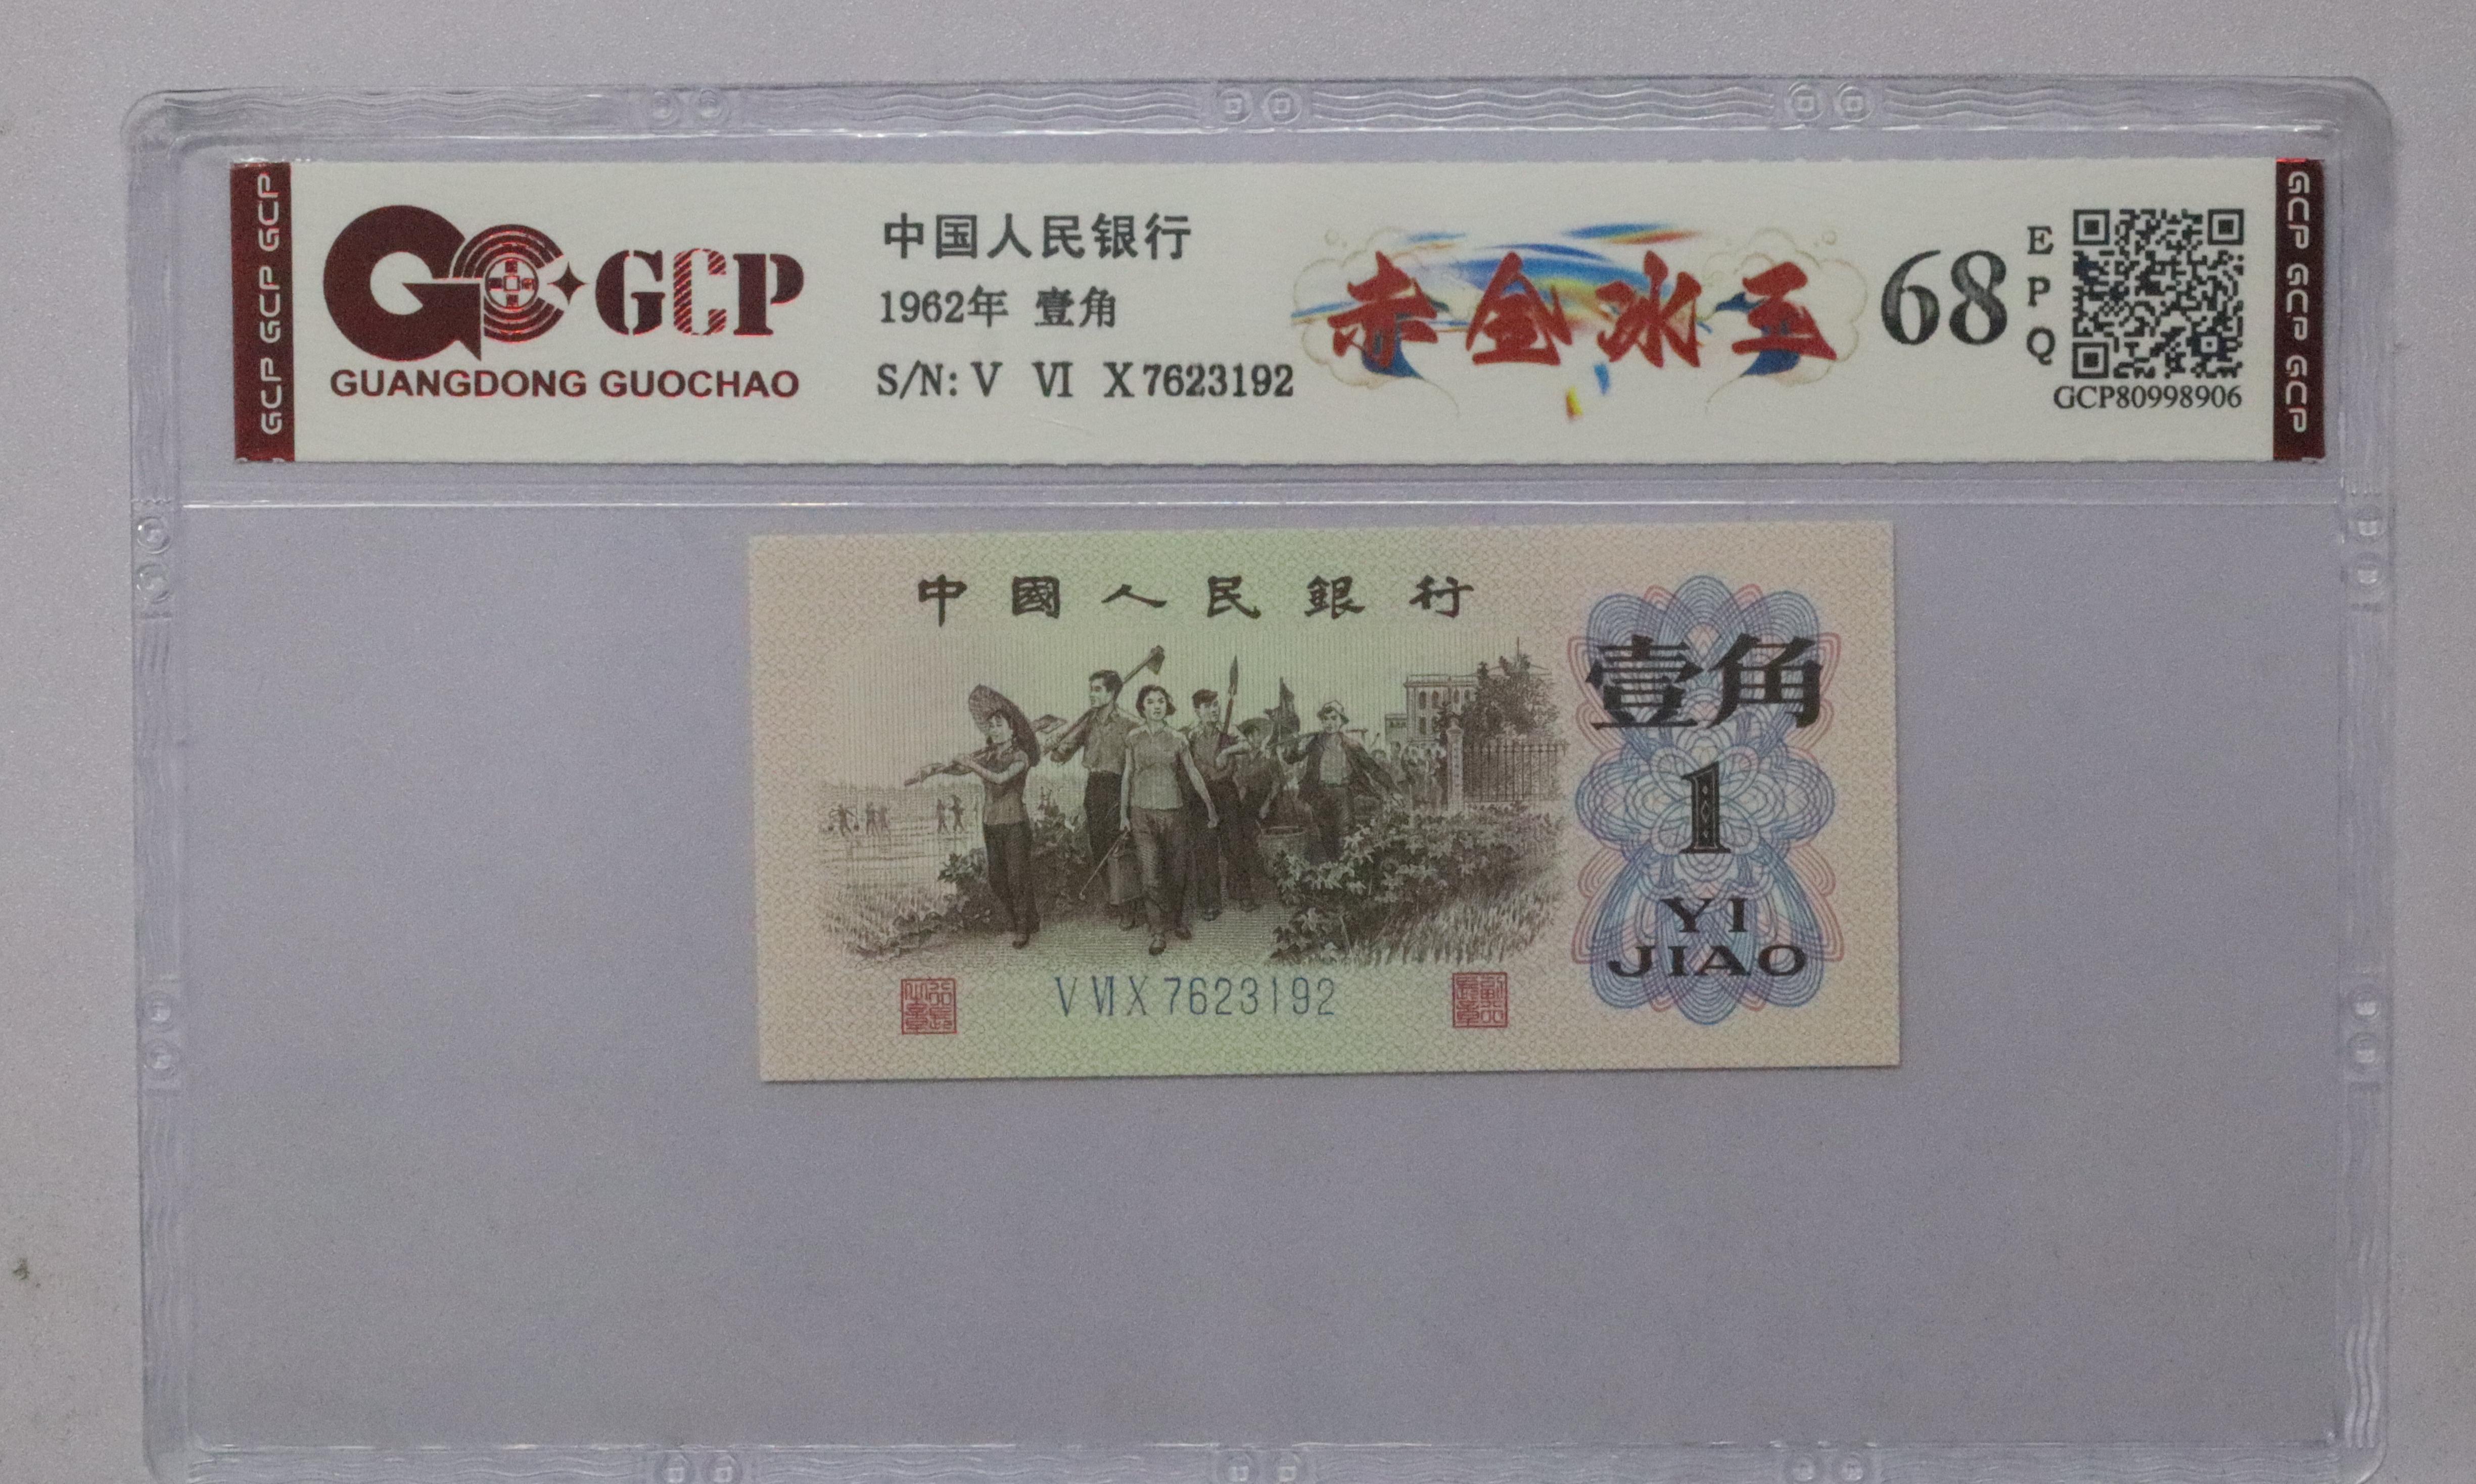 GCP GCP GCP
GCP
GUANGDONG GUOCHAO
中国人民银行
1962年 壹角
S/N: V VI X 7623192
赤金冰王
68
E
P
Q
GCP80998906
GCP GCP GCP
中國人民銀行
壹角
1
YI
JIAO
V VI X 7623192